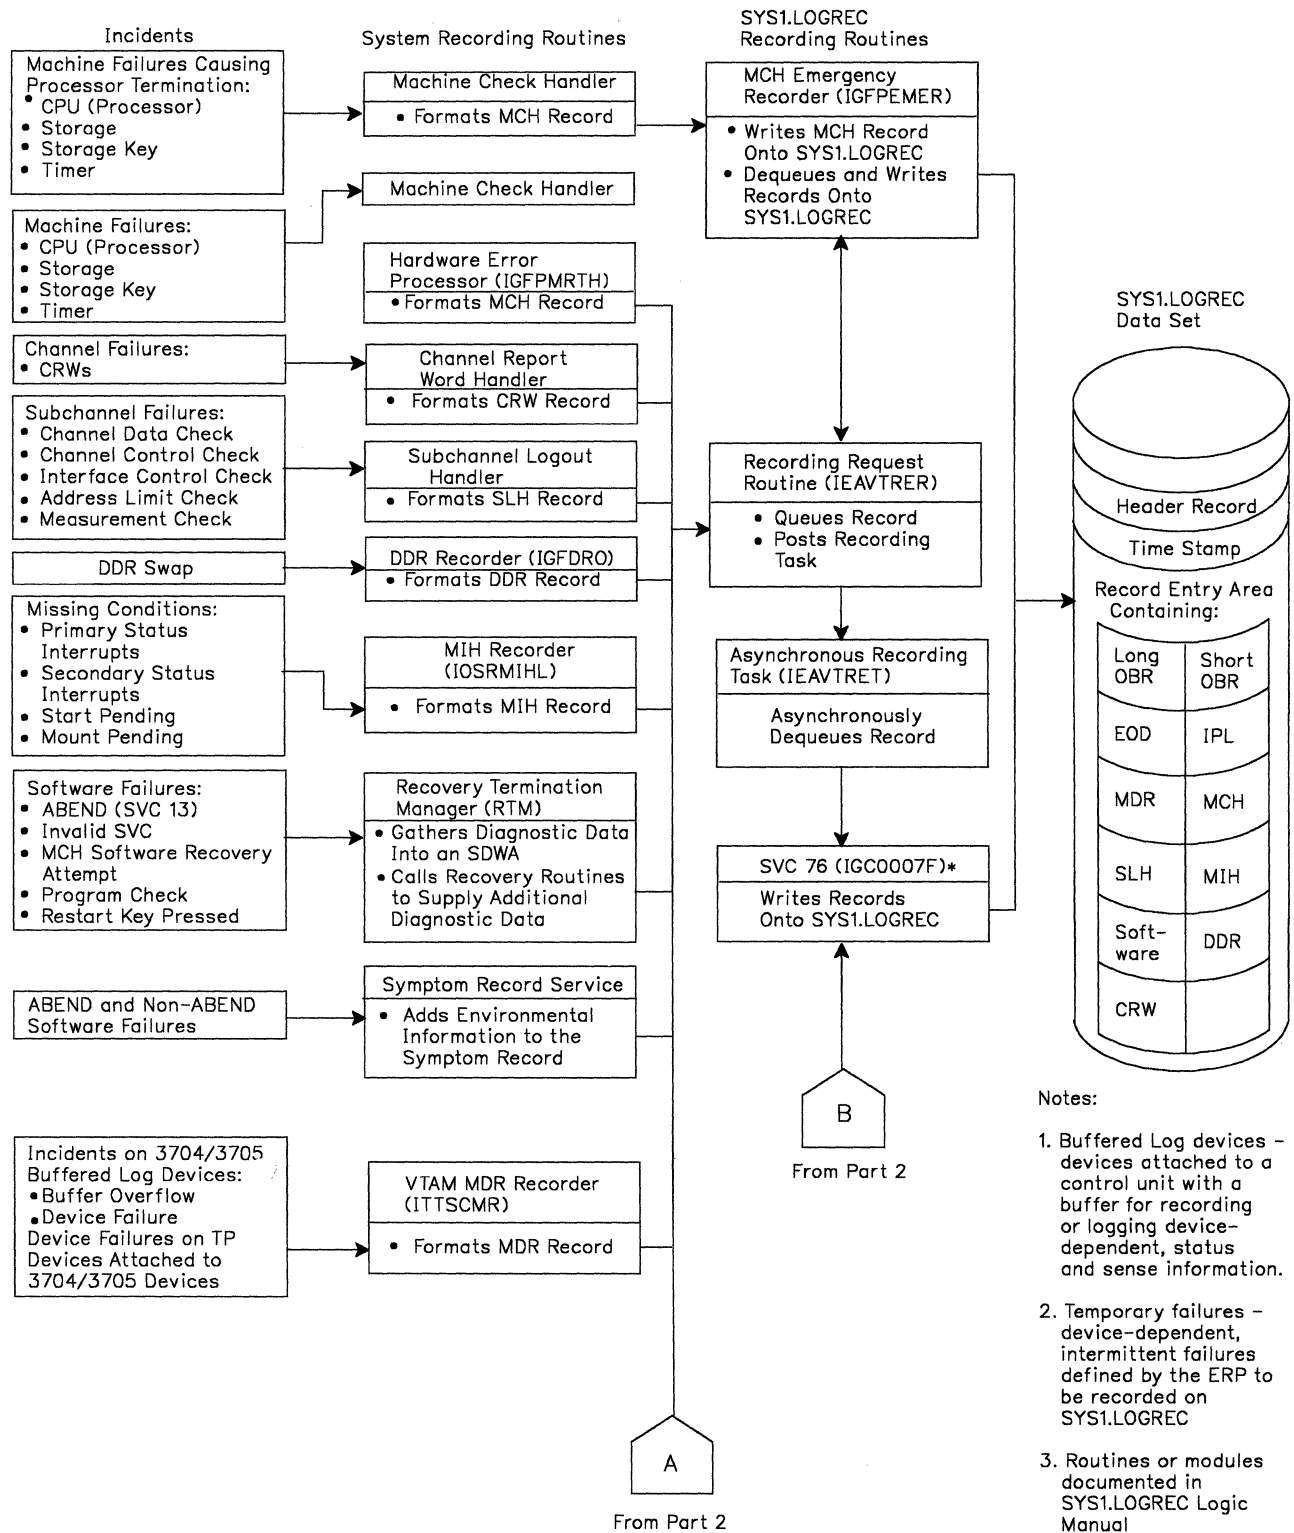 Incidents
Machine Failures Causing
Processor Termination:
• CPU (Processor)
• Storage
• Storage Key
• Timer
Machine Failures:
• CPU (Processor)
• Storage
• Storage Key
• Timer
Channel Failures:
• CRWs
Subchannel Failures:
• Channel Data Check
• Channel Control Check
• Interface Control Check
• Address Limit Check
• Measurement Check
DDR Swap
Missing Conditions:
• Primary Status
Interrupts
• Secondary Status
Interrupts
• Start Pending
• Mount Pending
Software Failures:
• ABEND (SVC 13)
• Invalid SVC
• MCH Software Recovery
Attempt
• Program Check
• Restart Key Pressed
ABEND and Non-ABEND
Software Failures
Incidents on 3704/3705
Buffered Log Devices:
• Buffer Overflow
• Device Failure
Device Failures on TP
Devices Attached to
3704/3705 Devices
System Recording Routines
Machine Check Handler
• Formats MCH Record
Machine Check Handler
Hardware Error
Processor (IGFPMRTH)
• Formats MCH Record
Channel Report
Word Handler
• Formats CRW Record
Subchannel Logout
Handler
• Formats SLH Record
DDR Recorder (IGFDRO)
• Formats DDR Record
MIH Recorder
(IOSRMIHL)
• Formats MIH Record
Recovery Termination
Manager (RTM)
• Gathers Diagnostic Data
Into an SDWA
• Calls Recovery Routines
to Supply Additional
Diagnostic Data
Symptom Record Service
• Adds Environmental
Information to the
Symptom Record
VTAM MDR Recorder
(ITTSCMR)
• Formats MDR Record
A
From Part 2
SYS1.LOGREC
Recording Routines
MCH Emergency
Recorder (IGFPEMER)
• Writes MCH Record
Onto SYS1.LOGREC
• Dequeues and Writes
Records Onto
SYS1.LOGREC
Recording Request
Routine (IEAVTRER)
• Queues Record
• Posts Recording
Task
Asynchronous Recording
Task (IEAVTRET)
Asynchronously
Dequeues Record
SVC 76 (IGC0007F)*
Writes Records
Onto SYS1.LOGREC
B
From Part 2
SYS1.LOGREC
Data Set
Header Record
Time Stamp
Record Entry Area
Containing:
Long
OBR
Short
OBR
EOD
IPL
MDR
MCH
SLH
MIH
Soft-
ware
DDR
CRW
Notes:
1. Buffered Log devices –
devices attached to a
control unit with a
buffer for recording
or logging device-
dependent, status
and sense information.
2. Temporary failures –
device-dependent,
intermittent failures
defined by the ERP to
be recorded on
SYS1.LOGREC
3. Routines or modules
documented in
SYS1.LOGREC Logic
Manual